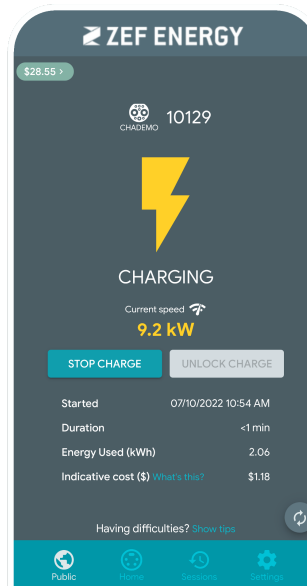 ZEF ENERGY
$28.55 >
CHADEMO 10129
CHARGING
Current speed
9.2 kW
STOP CHARGE UNLOCK CHARGE
Started 07/10/2022 10:54 AM
Duration <1 min
Energy Used (kWh) 2.06
Indicative cost ($) What's this? $1.18
Having difficulties? Show tips
Public Home Sessions Settings